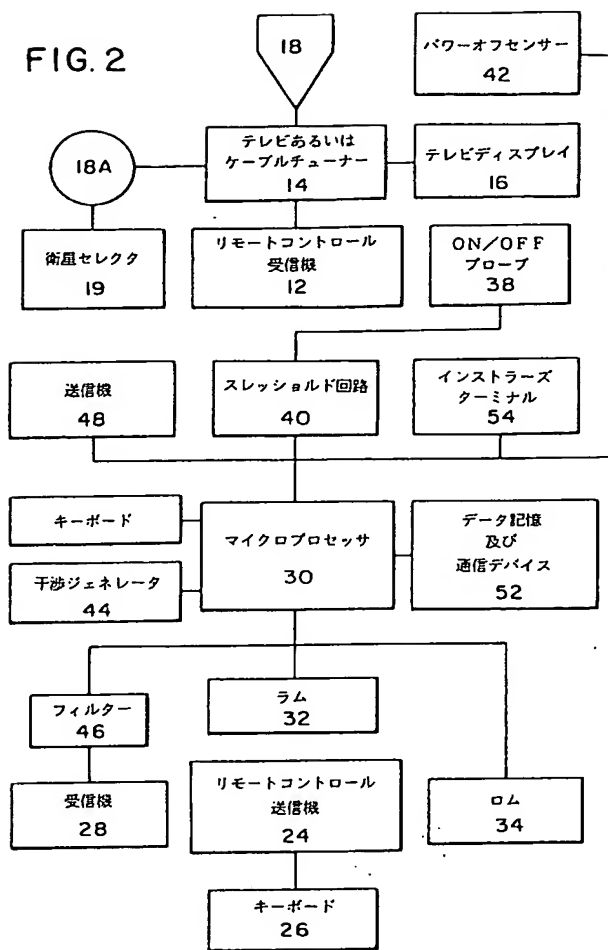 FIG. 2
18
パワーオフセンサー
42
18A
テレビあるいは
ケーブルチューナー
14
テレビディスプレイ
16
衛星セレクタ
19
リモートコントロール
受信機
12
ON/OFF
プローブ
38
送信機
48
スレッショルド回路
40
インストラーズ
ターミナル
54
キーボード
マイクロプロセッサ
30
データ記憶
及び
通信デバイス
52
干渉ジェネレータ
44
フィルター
46
ラム
32
受信機
28
リモートコントロール
送信機
24
ロム
34
キーボード
26